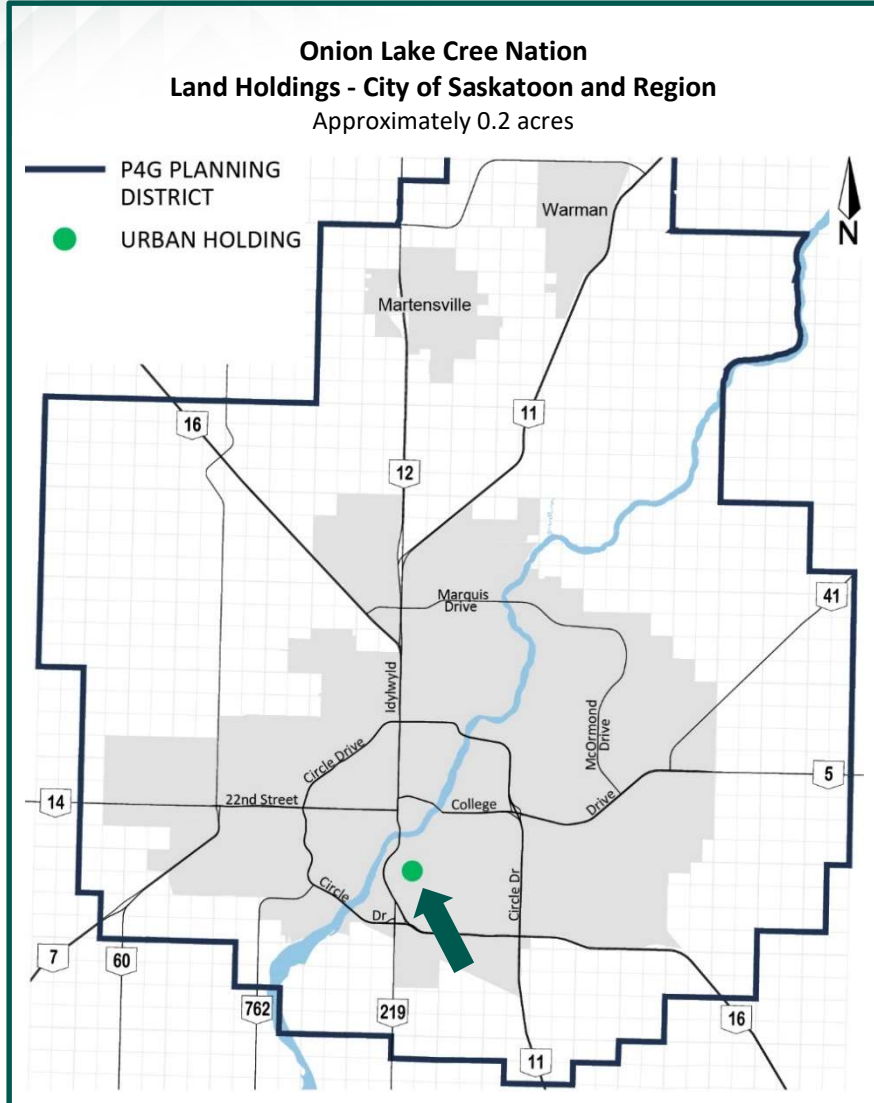 Onion Lake Cree Nation
Land Holdings - City of Saskatoon and Region
Approximately 0.2 acres
P4G PLANNING
DISTRICT
URBAN HOLDING
N
Warman
Martensville
16
11
12
41
Marquis
Drive
Idylwyld
McOrmond
Drive
Circle Drive
5
14
22nd Street
College
Drive
Circle
Dr
Circle Dr
7
60
762
219
16
11